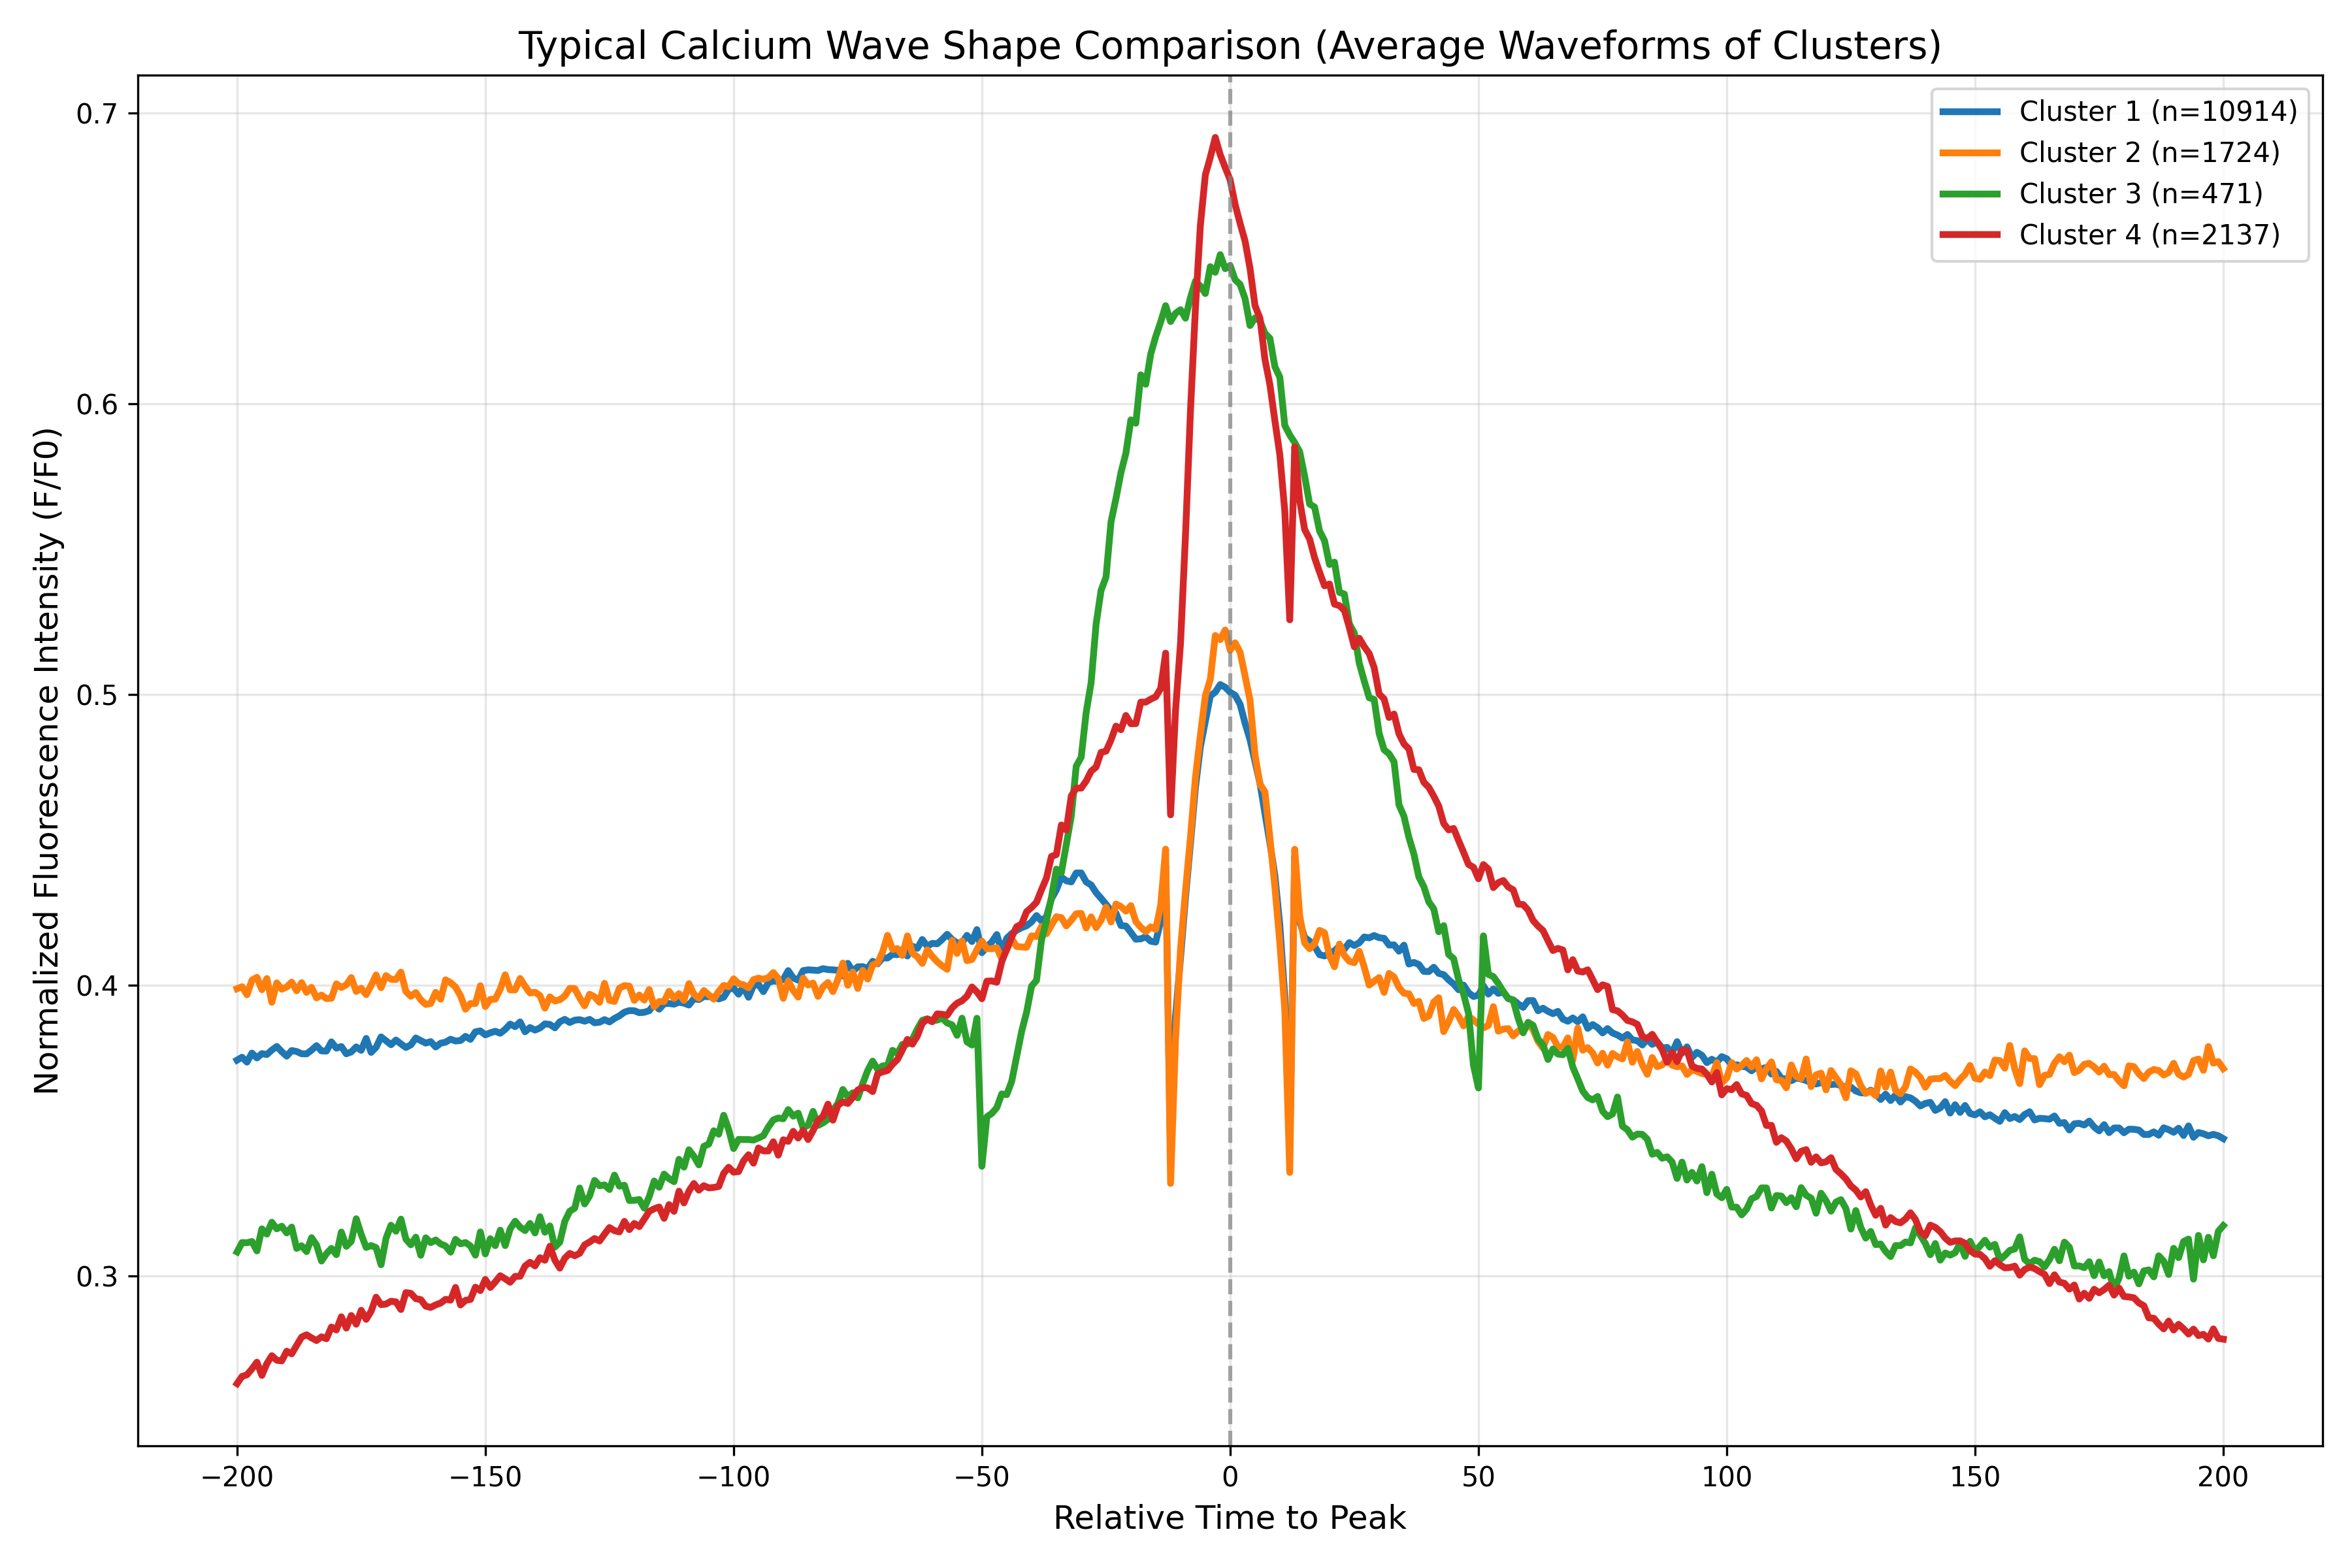 Typical Calcium Wave Shape Comparison (Average Waveforms of Clusters)
Cluster 1 (n=10914)
Cluster 2 (n=1724)
Cluster 3 (n=471)
Cluster 4 (n=2137)
Normalized Fluorescence Intensity (F/F0)
0.7
0.6
0.5
0.4
0.3
−200 −150 −100 −50 0 50 100 150 200
Relative Time to Peak